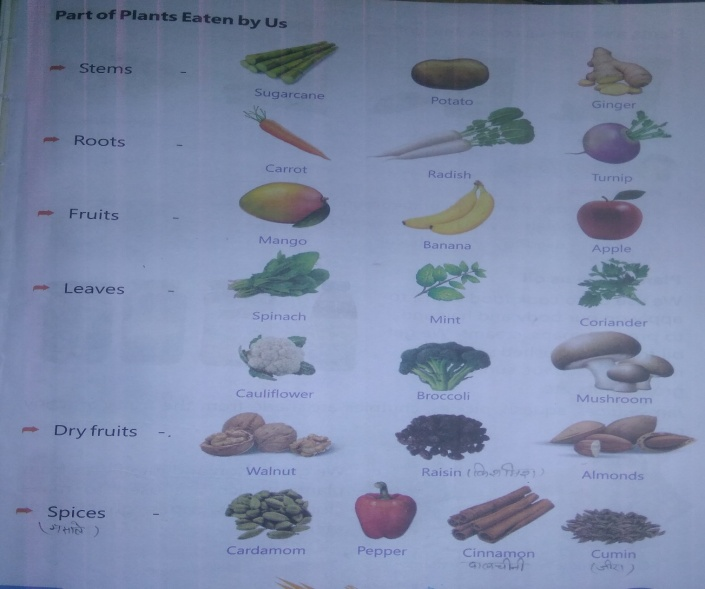 Part of Plants Eaten by Us
Stems -
Sugarcane Potato Ginger
Roots -
Carrot Radish Turnip
Fruits -
Mango Banana Apple
Leaves -
Spinach Mint Coriander
Cauliflower Broccoli Mushroom
Dry fruits -.
Walnut Raisin Almonds
Spices -
Cardamom Pepper Cinnamon Cumin